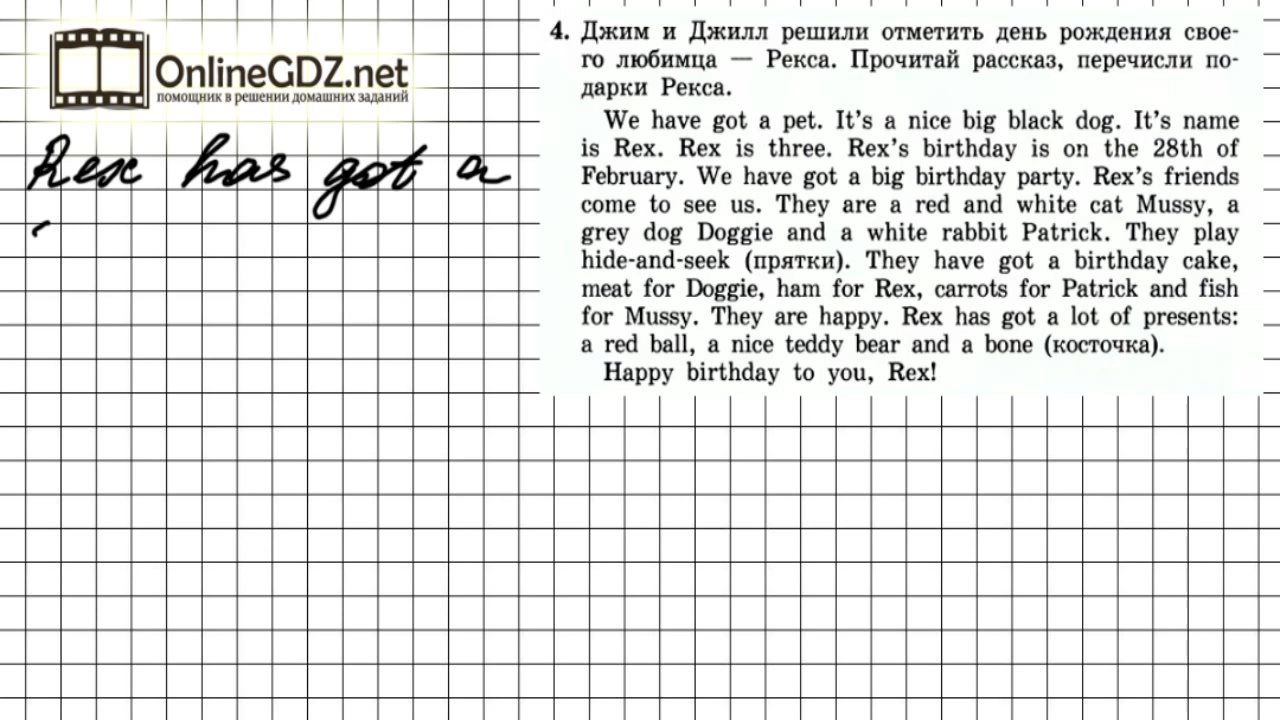 OnlineGDZ.net
помощник в решении домашних заданий
Rex has got a
4. Джим и Джилл решили отметить день рождения свое-
го любимца — Рекса. Прочитай рассказ, перечисли по-
дарки Рекса.
We have got a pet. It's a nice big black dog. It's name
is Rex. Rex is three. Rex's birthday is on the 28th of
February. We have got a big birthday party. Rex's friends
come to see us. They are a red and white cat Mussy, a
grey dog Doggie and a white rabbit Patrick. They play
hide-and-seek (прятки). They have got a birthday cake,
meat for Doggie, ham for Rex, carrots for Patrick and fish
for Mussy. They are happy. Rex has got a lot of presents:
a red ball, a nice teddy bear and a bone (косточка).
Happy birthday to you, Rex!